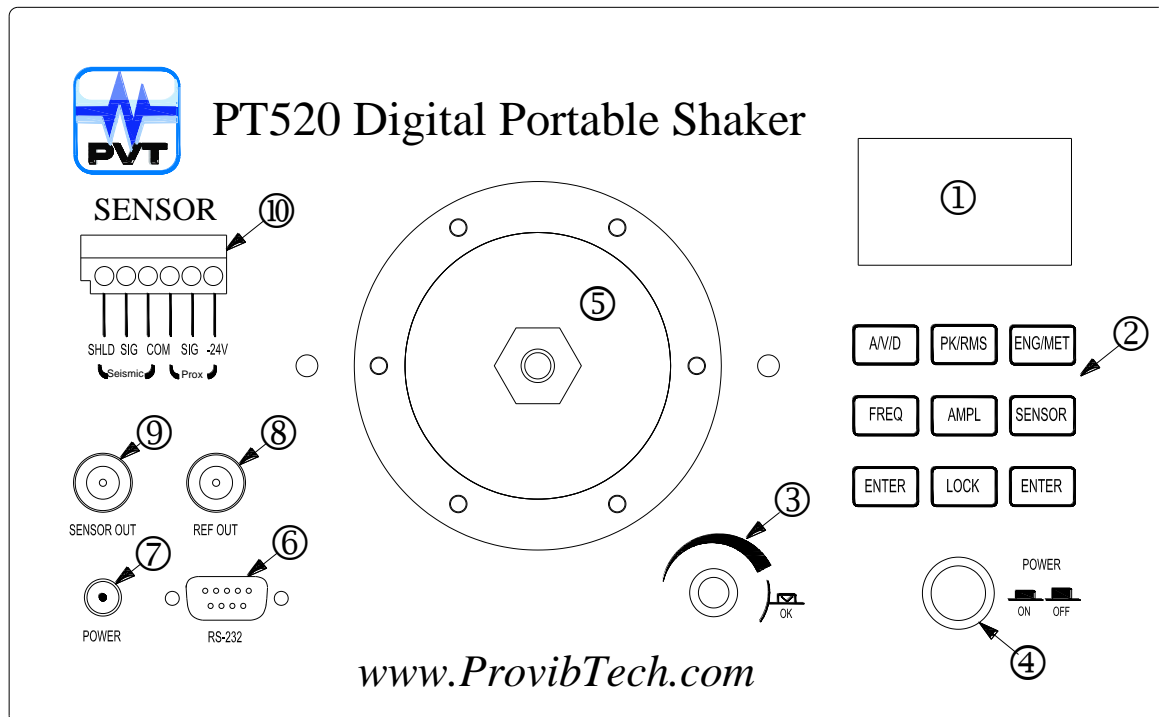 PVT
PT520 Digital Portable Shaker
①
SENSOR
⑩
SHLD SIG COM SIG -24V
Seismic Prox
⑤
A/V/D PK/RMS ENG/MET
②
FREQ AMPL SENSOR
ENTER LOCK ENTER
⑨
⑧
SENSOR OUT REF OUT
③
⑦
⑥
POWER RS-232
OK
POWER
ON OFF
④
www.ProvibTech.com